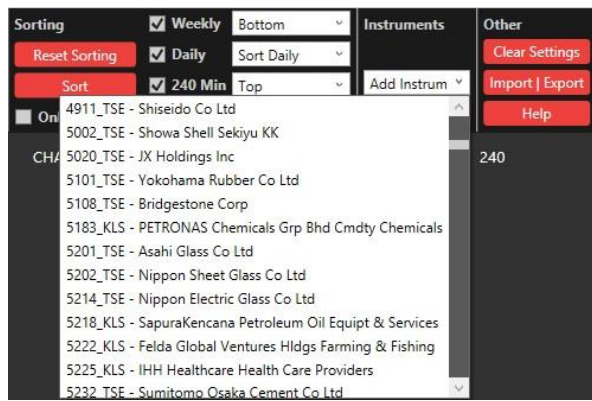 Sorting
Weekly
Bottom
Instruments
Other
Reset Sorting
Daily
Sort Daily
Clear Settings
Sort
240 Min
Top
Add Instrum
Import | Export
Help
4911_TSE - Shiseido Co Ltd
5002_TSE - Showa Shell Sekiyu KK
5020_TSE - JX Holdings Inc
5101_TSE - Yokohama Rubber Co Ltd
5108_TSE - Bridgestone Corp
5183_KLS - PETRONAS Chemicals Grp Bhd Cmdty Chemicals
5201_TSE - Asahi Glass Co Ltd
5202_TSE - Nippon Sheet Glass Co Ltd
5214_TSE - Nippon Electric Glass Co Ltd
5218_KLS - SapuraKencana Petroleum Oil Equipt & Services
5222_KLS - Felda Global Ventures Hldgs Farming & Fishing
5225_KLS - IHH Healthcare Health Care Providers
5232_TSE - Sumitomo Osaka Cement Co Ltd
240